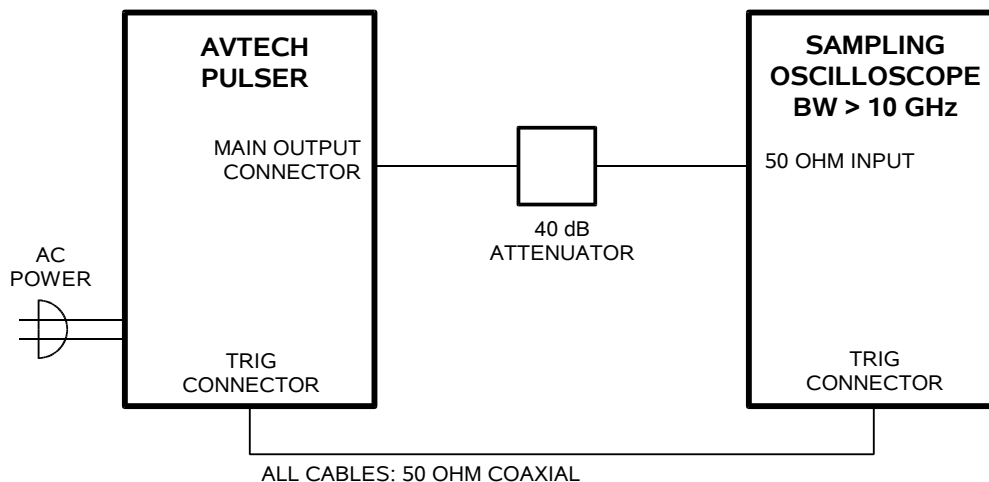 AVTECH
PULSER
SAMPLING
OSCILLOSCOPE
BW > 10 GHz
MAIN OUTPUT
CONNECTOR
50 OHM INPUT
40 dB
ATTENUATOR
AC
POWER
TRIG
CONNECTOR
TRIG
CONNECTOR
ALL CABLES: 50 OHM COAXIAL